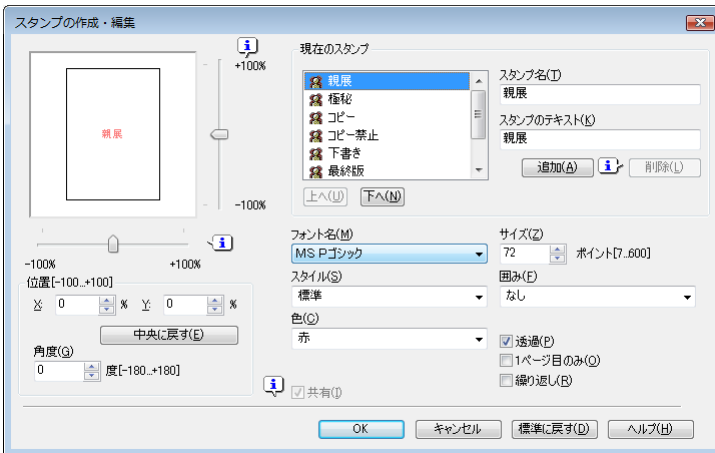 スタンプの作成・編集
+100%
親展
-100%
-100%
+100%
位置[-100...+100]
X: 0 % Y: 0 %
中央に戻す(E)
角度(G)
0 度[-180...+180]
現在のスタンプ
親展
極秘
コピー
コピー禁止
下書き
最終版
上へ(U) 下へ(N)
スタンプ名(T)
親展
スタンプのテキスト(K)
親展
追加(A) 削除(L)
フォント名(M)
MS Pゴシック
サイズ(Z)
72 ポイント[7..600]
スタイル(S)
標準
囲み(F)
なし
色(C)
赤
透過(P)
1ページ目のみ(O)
繰り返し(R)
共有(I)
OK キャンセル 標準に戻す(D) ヘルプ(H)